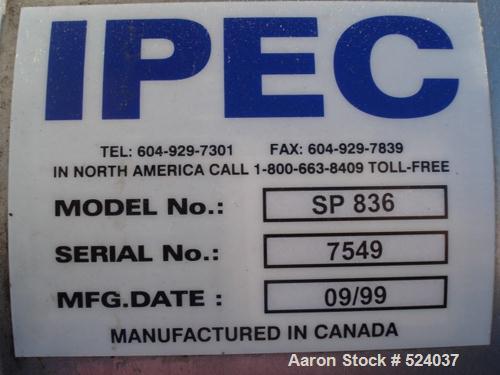 IPEC
TEL: 604-929-7301 FAX: 604-929-7839
IN NORTH AMERICA CALL 1-800-663-8409 TOLL-FREE
MODEL No.: SP 836
SERIAL No.: 7549
MFG.DATE : 09/99
MANUFACTURED IN CANADA
Aaron Stock # 524037